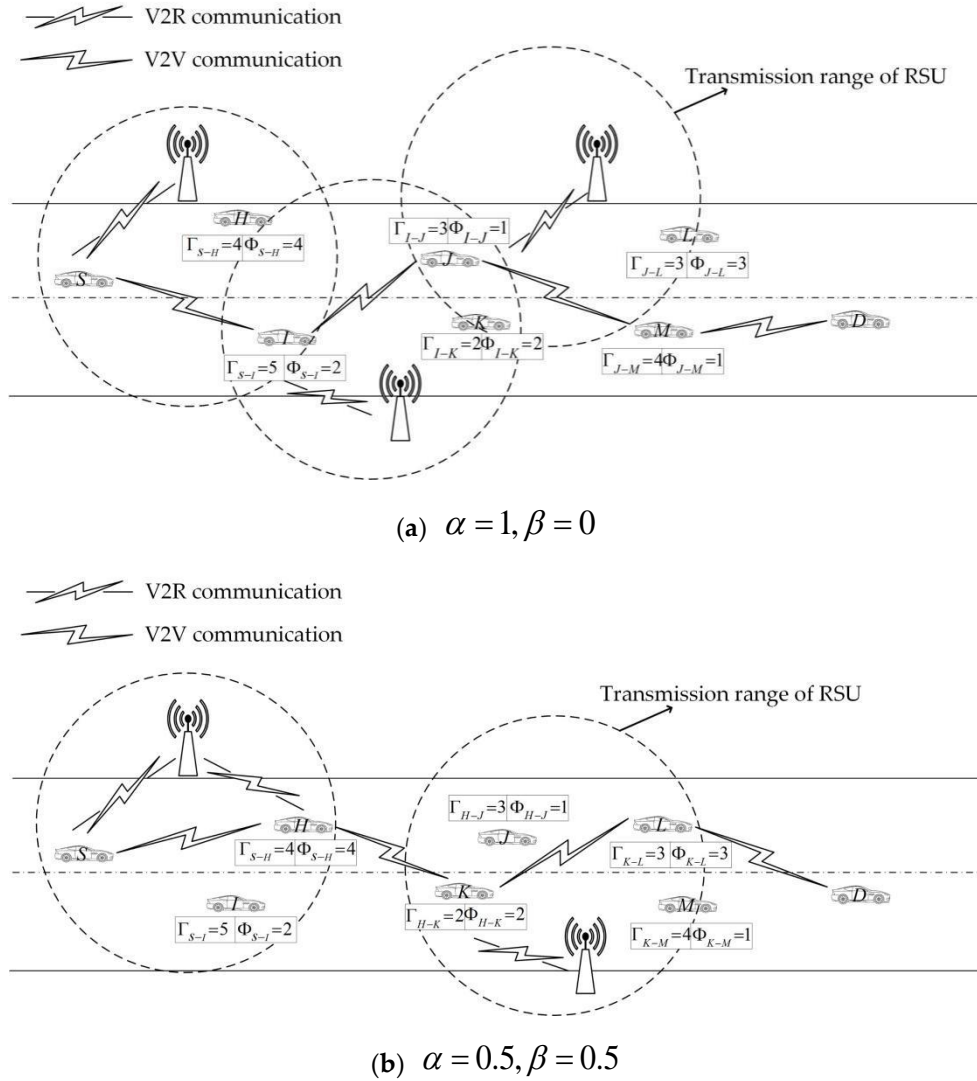 V2R communication
V2V communication
Transmission range of RSU
H
Γ_{S−H}=4 Φ_{S−H}=4
Γ_{I−J}=3 Φ_{I−J}=1
J
L
Γ_{J−L}=3 Φ_{J−L}=3
S
I
Γ_{S−I}=5 Φ_{S−I}=2
K
Γ_{I−K}=2 Φ_{I−K}=2
M
Γ_{J−M}=4 Φ_{J−M}=1
D
(a) α = 1, β = 0
V2R communication
V2V communication
Transmission range of RSU
H
Γ_{S−H}=4 Φ_{S−H}=4
Γ_{H−J}=3 Φ_{H−J}=1
J
L
Γ_{K−L}=3 Φ_{K−L}=3
S
I
Γ_{S−I}=5 Φ_{S−I}=2
K
Γ_{H−K}=2 Φ_{H−K}=2
M
Γ_{K−M}=4 Φ_{K−M}=1
D
(b) α = 0.5, β = 0.5